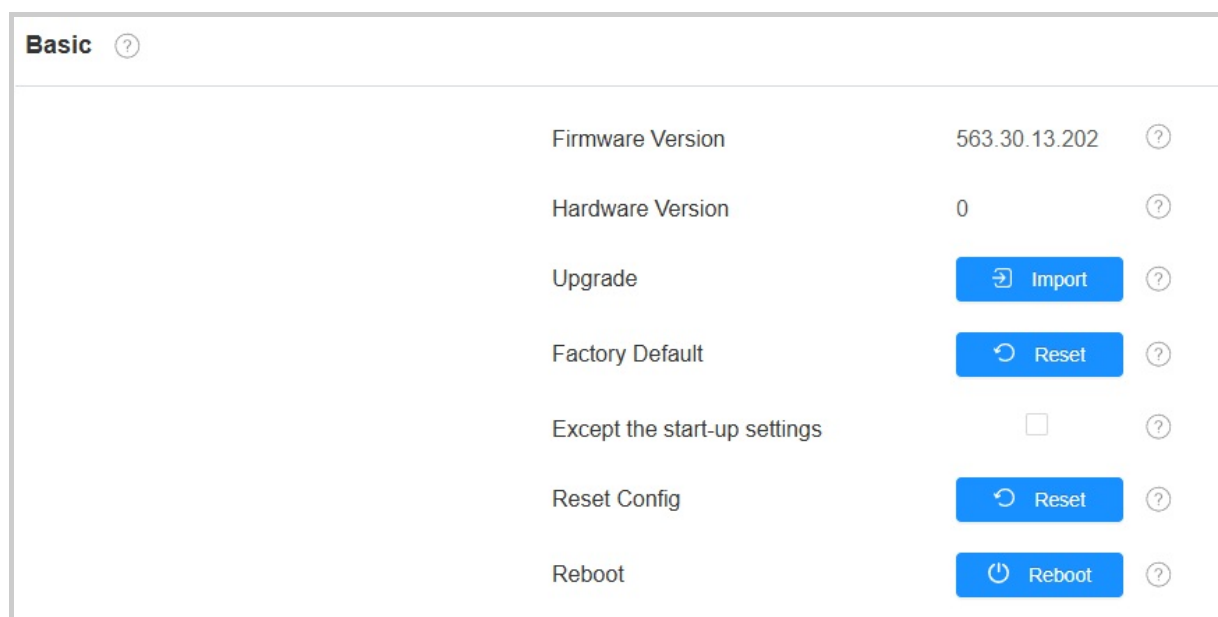 Basic ?
Firmware Version 563.30.13.202 ?
Hardware Version 0 ?
Upgrade Import ?
Factory Default Reset ?
Except the start-up settings ?
Reset Config Reset ?
Reboot Reboot ?